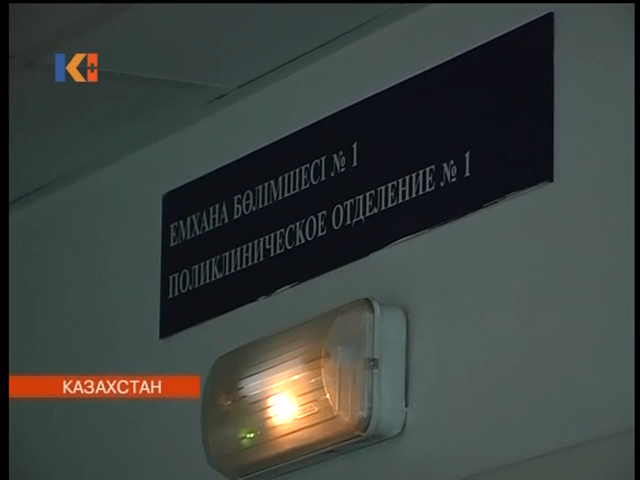 К+
ЕМХАНА БӨЛІМШЕСІ № 1
ПОЛИКЛИНИЧЕСКОЕ ОТДЕЛЕНИЕ № 1
КАЗАХСТАН